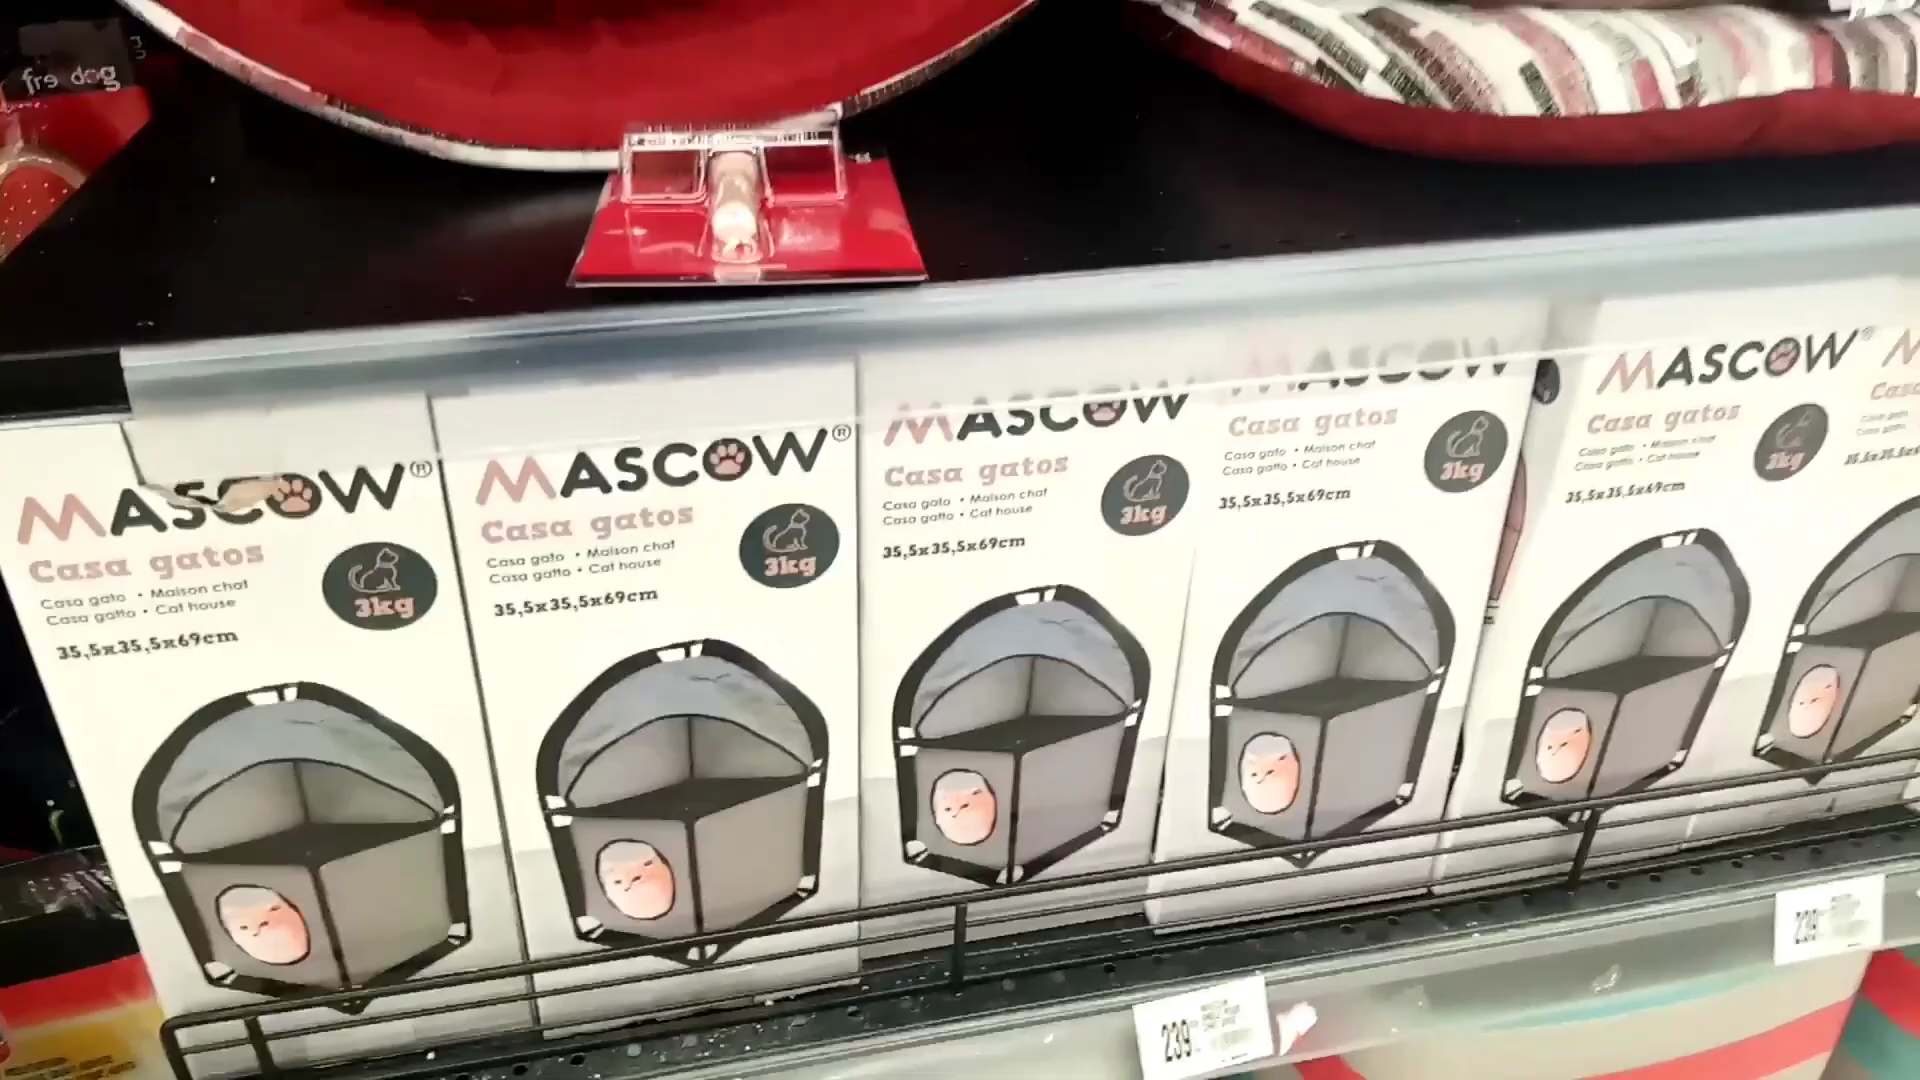 fre dog
MASCOW®
Casa gatos
Casa gato • Maison chat
Casa gatto • Cat house
35,5x35,5x69cm
3kg
MASCOW®
Casa gatos
Casa gato • Maison chat
Casa gatto • Cat house
35,5x35,5x69cm
3kg
MASCOW
Casa gatos
Casa gato • Maison chat
Casa gatto • Cat house
35,5x35,5x69cm
3kg
MASCOW
Casa gatos
Casa gato • Maison chat
Casa gatto • Cat house
35,5x35,5x69cm
3kg
MASCOW®
Casa gatos
Casa gato • Maison chat
Casa gatto • Cat house
35,5x35,5x69cm
3kg
239
239